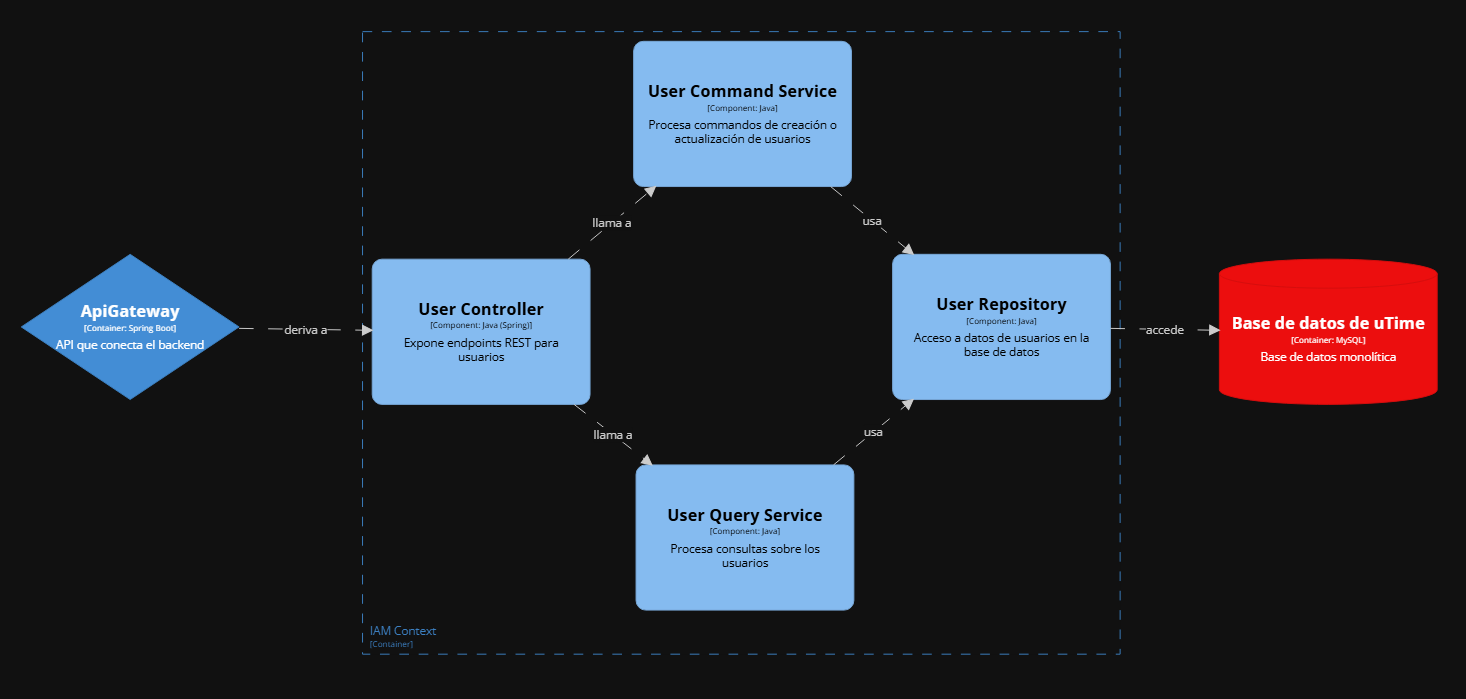 User Command Service
[Component: Java]
Procesa commandos de creación o
actualización de usuarios
llama a
usa
ApiGateway
[Container: Spring Boot]
API que conecta el backend
deriva a
User Controller
[Component: Java (Spring)]
Expone endpoints REST para
usuarios
User Repository
[Component: Java]
Acceso a datos de usuarios en la
base de datos
accede
Base de datos de uTime
[Container: MySQL]
Base de datos monolítica
llama a
usa
User Query Service
[Component: Java]
Procesa consultas sobre los
usuarios
IAM Context
[Container]